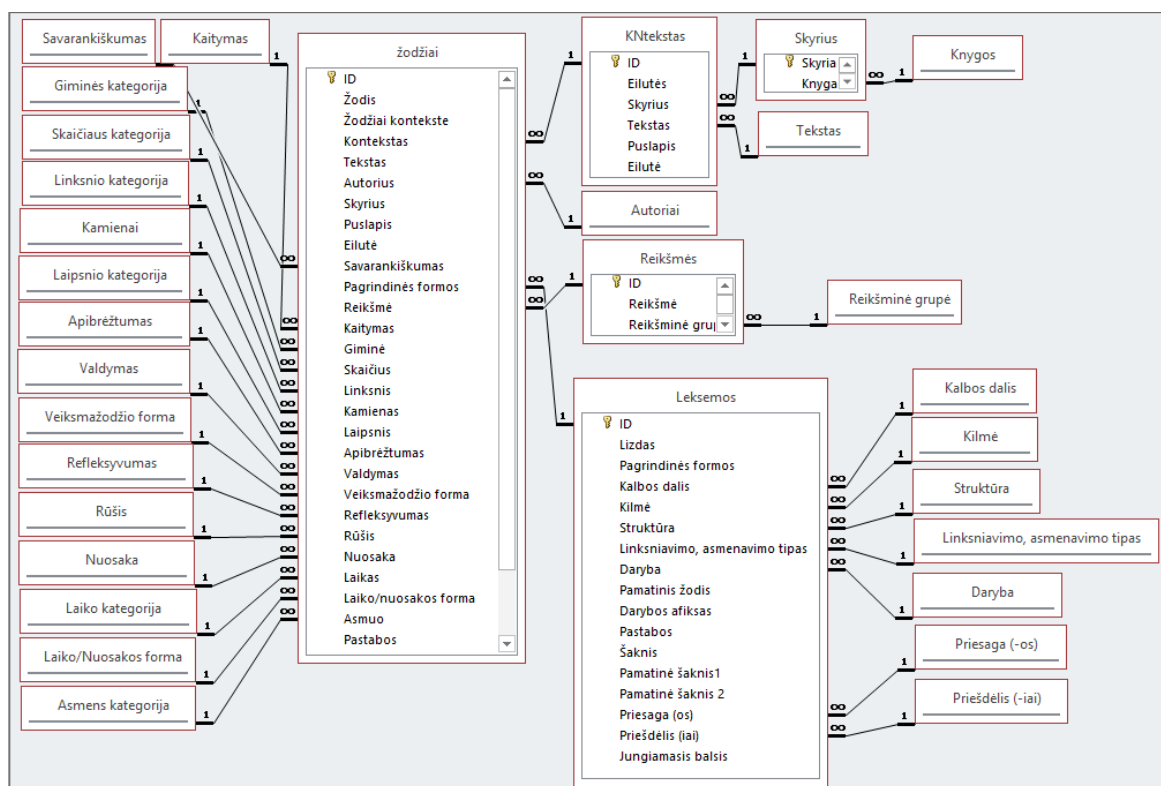 Savarankiškumas
Kaitymas
Giminės kategorija
Skaičiaus kategorija
Linksnio kategorija
Kamienai
Laipsnio kategorija
Apibrėžtumas
Valdymas
Veiksmažodžio forma
Refleksyvumas
Rūšis
Nuosaka
Laiko kategorija
Laiko/Nuosakos forma
Asmens kategorija
žodžiai
ID
Žodis
Žodžiai kontekste
Kontekstas
Tekstas
Autorius
Skyrius
Puslapis
Eilutė
Savarankiškumas
Pagrindinės formos
Reikšmė
Kaitymas
Giminė
Skaičius
Linksnis
Kamienas
Laipsnis
Apibrėžtumas
Valdymas
Veiksmažodžio forma
Refleksyvumas
Rūšis
Nuosaka
Laikas
Laiko/nuosakos forma
Asmuo
Pastabos
KNtekstas
ID
Eilutės
Skyrius
Tekstas
Puslapis
Eilutė
Skyrius
Skyria
Knyga
Knygos
Tekstas
Autoriai
Reikšmės
ID
Reikšmė
Reikšminė grup
Reikšminė grupė
Leksemos
ID
Lizdas
Pagrindinės formos
Kalbos dalis
Kilmė
Struktūra
Linksniavimo, asmenavimo tipas
Daryba
Pamatinis žodis
Darybos afiksas
Pastabos
Šaknis
Pamatinė šaknis1
Pamatinė šaknis 2
Priesaga (os)
Priešdėlis (iai)
Jungiamasis balsis
Kalbos dalis
Kilmė
Struktūra
Linksniavimo, asmenavimo tipas
Daryba
Priesaga (-os)
Priešdėlis (-iai)